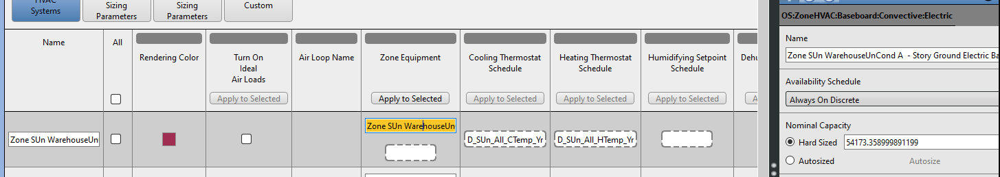 HVAC
Systems
Sizing
Parameters
Sizing
Parameters
Custom
Name
All
Rendering Color
Turn On
Ideal
Air Loads
Apply to Selected
Air Loop Name
Zone Equipment
Apply to Selected
Cooling Thermostat
Schedule
Apply to Selected
Heating Thermostat
Schedule
Apply to Selected
Humidifying Setpoint
Schedule
Apply to Selected
Dehu
A
Zone SUn WarehouseUn
Zone SUn WarehouseUn
D_SUn_All_CTemp_Yr
D_SUn_All_HTemp_Yr
OS:ZoneHVAC:Baseboard:Convective:Electric
Name
Zone SUn WarehouseUnCond A - Story Ground Electric Ba
Availability Schedule
Always On Discrete
Nominal Capacity
Hard Sized
54173.358999891199
Autosized
Autosize